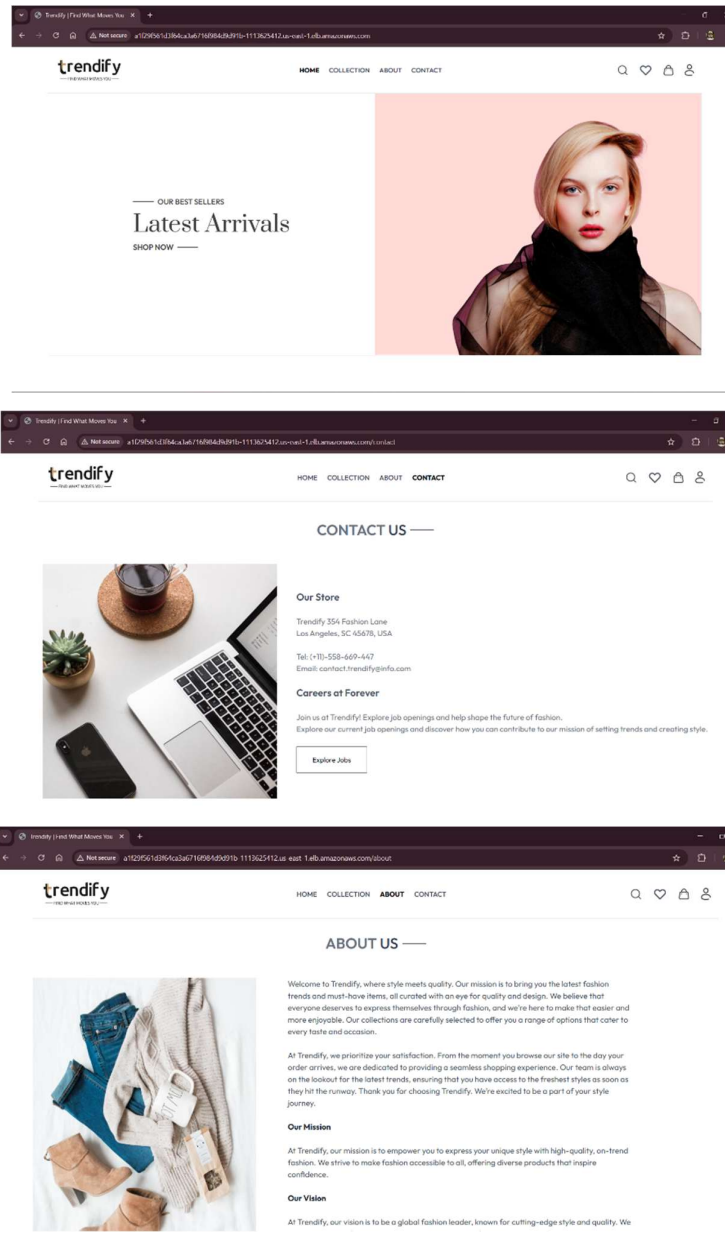 Trendify | Find What Moves You
Not secure
trendify
FIND WHAT MOVES YOU
HOME COLLECTION ABOUT CONTACT
OUR BEST SELLERS
Latest Arrivals
SHOP NOW
Trendify | Find What Moves You
Not secure
trendify
FIND WHAT MOVES YOU
HOME COLLECTION ABOUT CONTACT
CONTACT US
Our Store
Trendify 354 Fashion Lane
Los Angeles, SC 45678, USA
Tel: (+11)-558-669-447
Email: contact.trendify@info.com
Careers at Forever
Join us at Trendify! Explore job openings and help shape the future of fashion.
Explore our current job openings and discover how you can contribute to our mission of setting trends and creating style.
Explore Jobs
Trendify | Find What Moves You
Not secure
trendify
FIND WHAT MOVES YOU
HOME COLLECTION ABOUT CONTACT
ABOUT US
Welcome to Trendify, where style meets quality. Our mission is to bring you the latest fashion
trends and must-have items, all curated with an eye for quality and design. We believe that
everyone deserves to express themselves through fashion, and we're here to make that easier and
more enjoyable. Our collections are carefully selected to offer you a range of options that cater to
every taste and occasion.
At Trendify, we prioritize your satisfaction. From the moment you browse our site to the day your
order arrives, we are dedicated to providing a seamless shopping experience. Our team is always
on the lookout for the latest trends, ensuring that you have access to the freshest styles as soon as
they hit the runway. Thank you for choosing Trendify. We're excited to be a part of your style
journey.
Our Mission
At Trendify, our mission is to empower you to express your unique style with high-quality, on-trend
fashion. We strive to make fashion accessible to all, offering diverse products that inspire
confidence.
Our Vision
At Trendify, our vision is to be a global fashion leader, known for cutting-edge style and quality. We